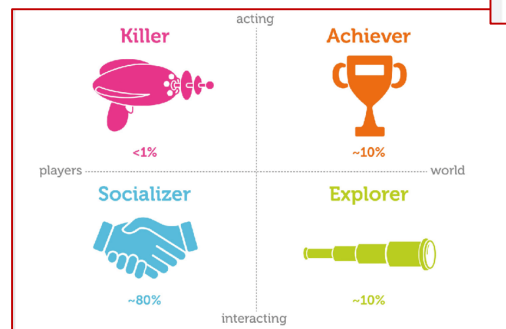 acting
Killer
Achiever
<1%
~10%
players
world
Socializer
Explorer
~80%
~10%
interacting